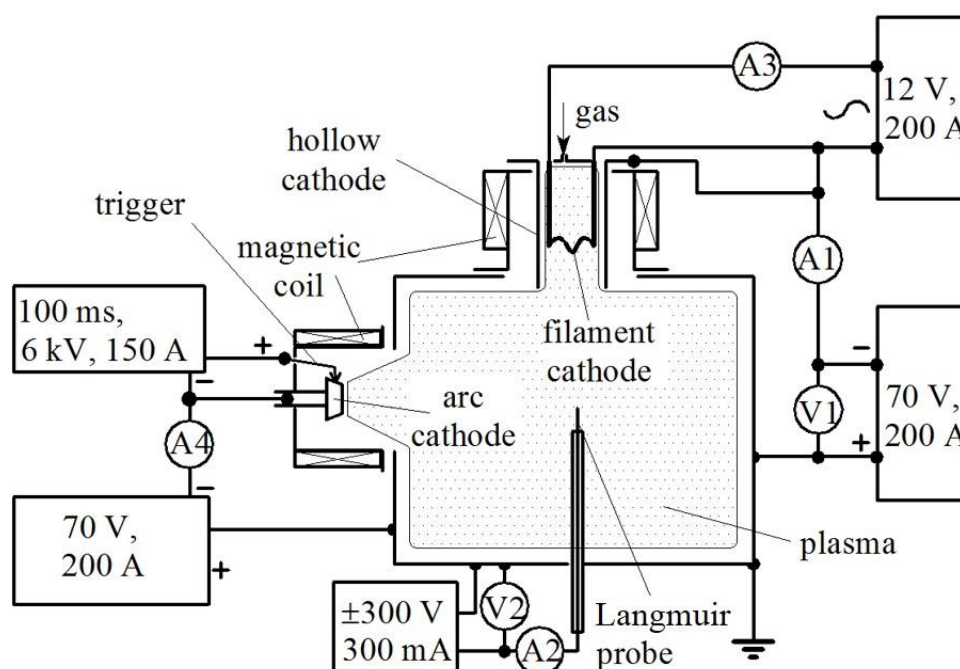 A3
12 V,
200 A
gas
hollow
cathode
trigger
magnetic
coil
A1
100 ms,
6 kV, 150 A
+
−
filament
cathode
−
V1
70 V,
200 A
+
arc
cathode
A4
−
70 V,
200 A
+
plasma
±300 V
300 mA
V2
A2
Langmuir
probe